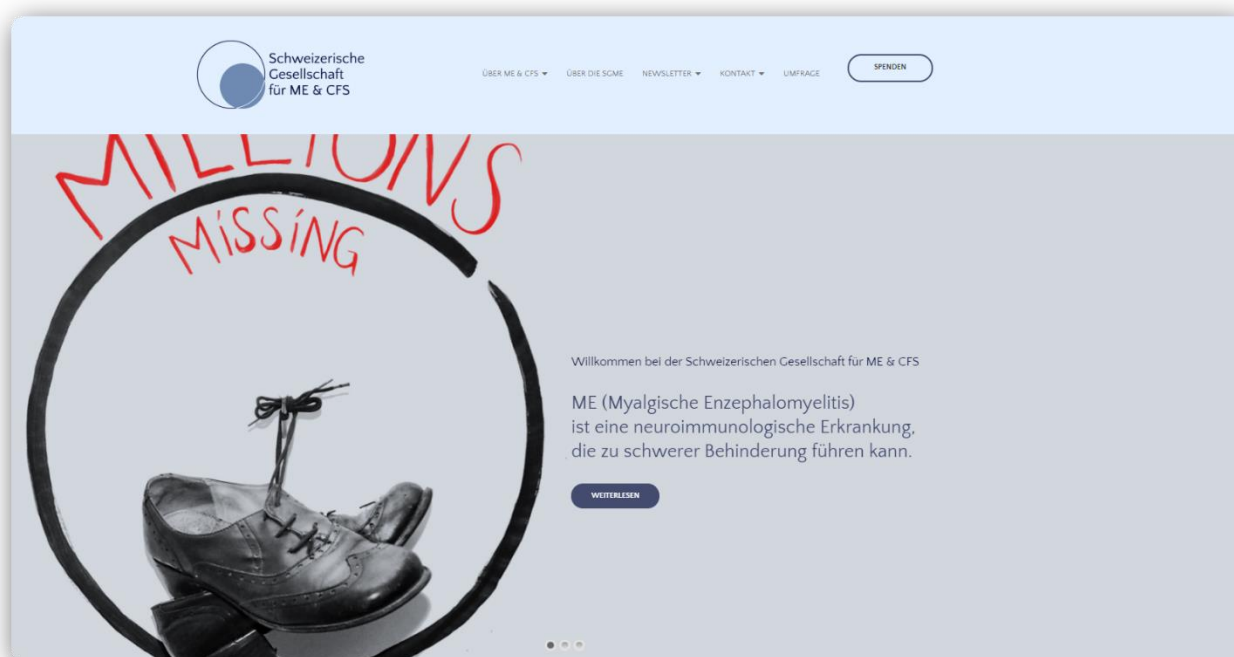 Schweizerische
Gesellschaft
für ME & CFS
ÜBER ME & CFS
ÜBER DIE SGME
NEWSLETTER
KONTAKT
UMFRAGE
SPENDEN
MILLIONS
MISSING
Willkommen bei der Schweizerischen Gesellschaft für ME & CFS
ME (Myalgische Enzephalomyelitis)
ist eine neuroimmunologische Erkrankung,
die zu schwerer Behinderung führen kann.
WEITERLESEN